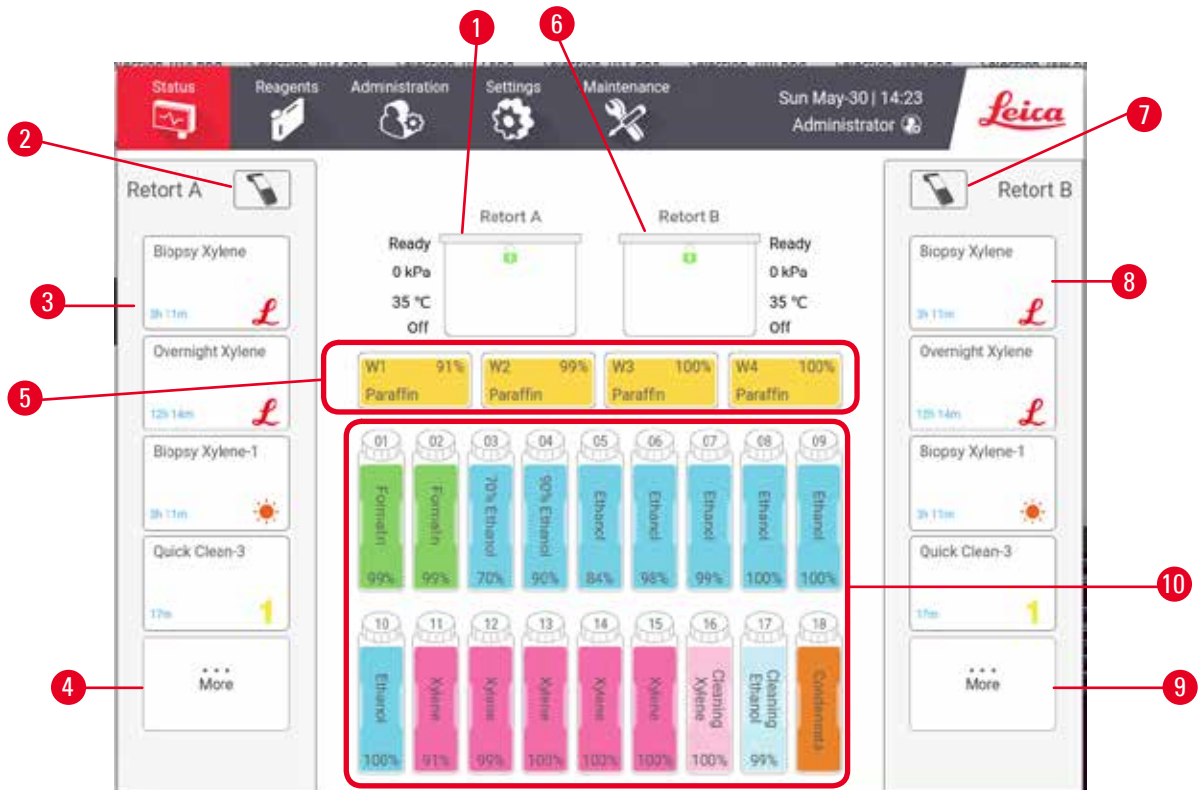 1
6
Status
Reagents
Administration
Settings
Maintenance
Sun May-30 | 14:23
Administrator
Leica
2
7
Retort A
Retort B
Retort A
Retort B
Ready
0 kPa
35 °C
Off
Ready
0 kPa
35 °C
Off
3
8
Biopsy Xylene
3h 11m
Overnight Xylene
12h 14m
Biopsy Xylene-1
3h 11m
Quick Clean-3
17m
1
... More
4
5
W1 91%
Paraffin
W2 99%
Paraffin
W3 100%
Paraffin
W4 100%
Paraffin
01 Formalin 99%
02 Formalin 99%
03 70% Ethanol 70%
04 90% Ethanol 90%
05 Ethanol 84%
06 Ethanol 98%
07 Ethanol 99%
08 Ethanol 100%
09 Ethanol 100%
10 Ethanol 100%
11 Xylene 91%
12 Xylene 99%
13 Xylene 100%
14 Xylene 100%
15 Xylene 100%
16 Cleaning Xylene 100%
17 Cleaning Ethanol 99%
18 Condensate
Biopsy Xylene
3h 11m
Overnight Xylene
12h 14m
Biopsy Xylene-1
3h 11m
Quick Clean-3
17m
1
... More
9
10